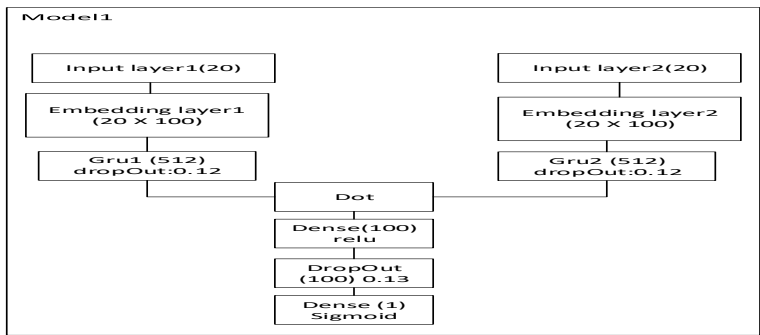 Model1
Input layer1(20)
Embedding layer1
(20 X 100)
Gru1 (512)
dropOut:0.12
Input layer2(20)
Embedding layer2
(20 X 100)
Gru2 (512)
dropOut:0.12
Dot
Dense(100)
relu
DropOut
(100) 0.13
Dense (1)
Sigmoid